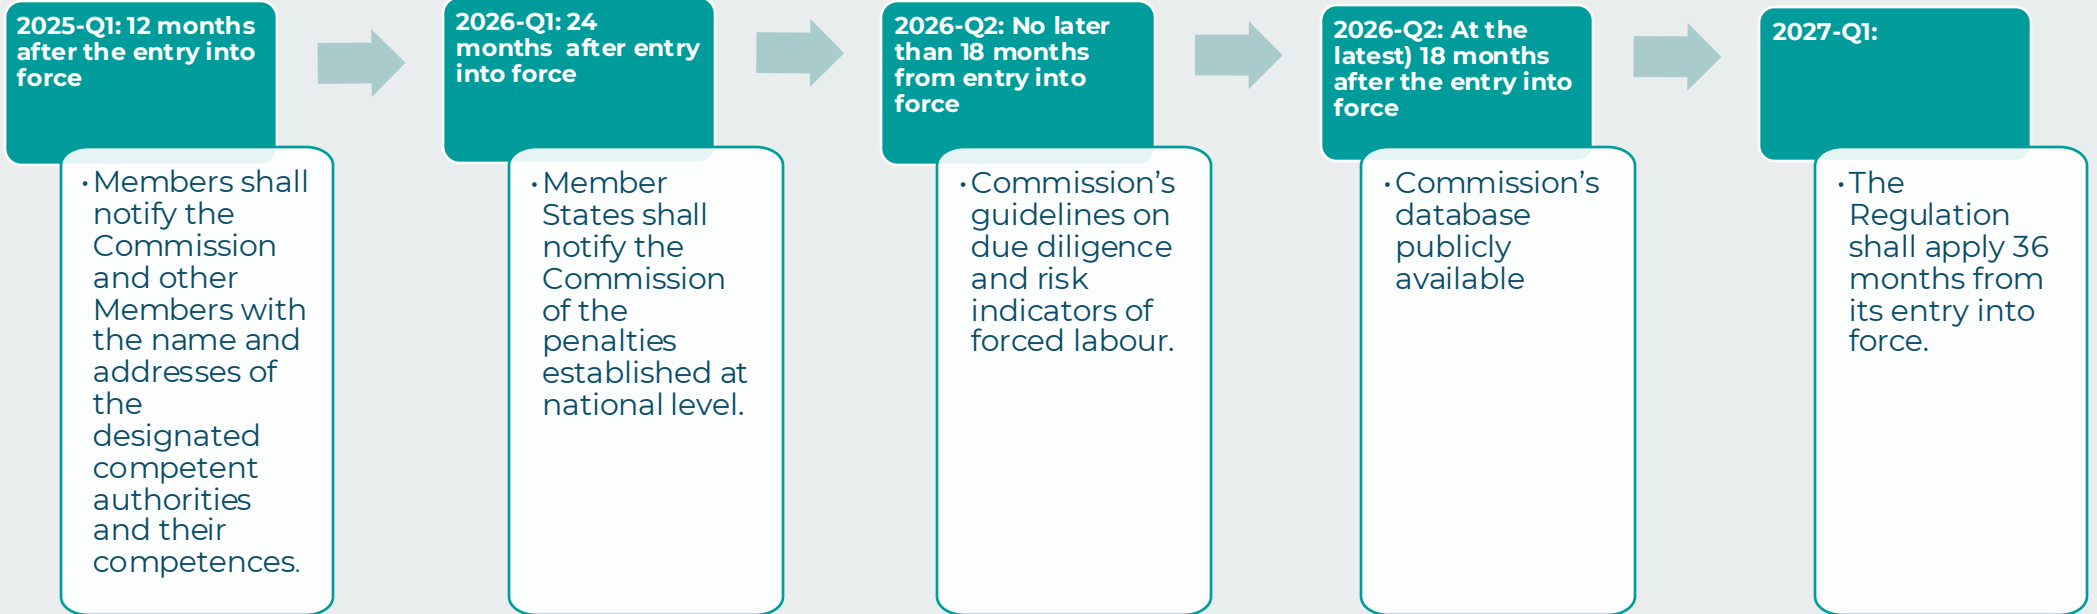 2025-Q1: 12 months
after the entry into
force
• Members shall
notify the
Commission
and other
Members with
the name and
addresses of
the
designated
competent
authorities
and their
competences.
2026-Q1: 24
months after entry
into force
• Member
States shall
notify the
Commission
of the
penalties
established at
national level.
2026-Q2: No later
than 18 months
from entry into
force
• Commission’s
guidelines on
due diligence
and risk
indicators of
forced labour.
2026-Q2: At the
latest) 18 months
after the entry into
force
• Commission’s
database
publicly
available
2027-Q1:
• The
Regulation
shall apply 36
months from
its entry into
force.